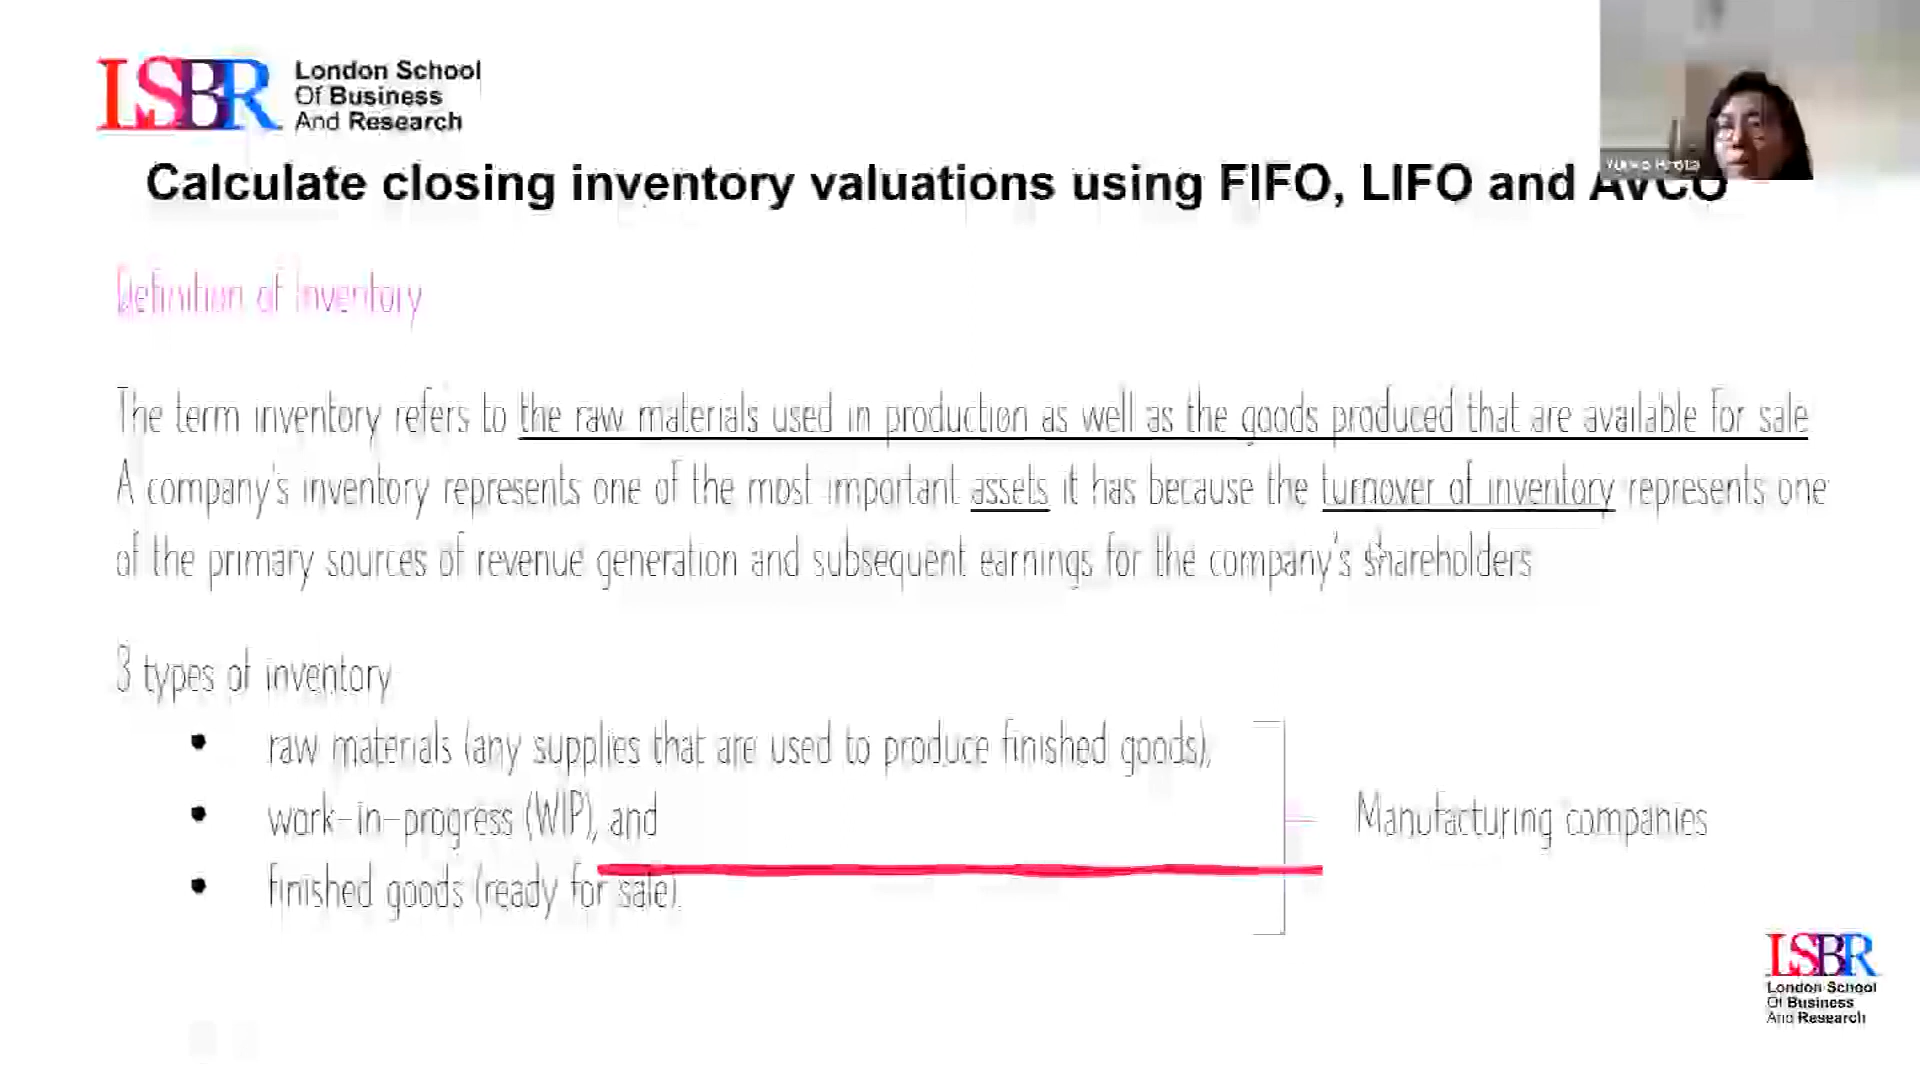 LSBR London School
Of Business
And Research
Calculate closing inventory valuations using FIFO, LIFO and AVCO
Definition of Inventory
The term inventory refers to the raw materials used in production as well as the goods produced that are available for sale
A company's inventory represents one of the most important assets it has because the turnover of inventory represents one
of the primary sources of revenue generation and subsequent earnings for the company's shareholders
3 types of inventory
• raw materials (any supplies that are used to produce finished goods),
• work-in-progress (WIP), and
• finished goods (ready for sale).
Manufacturing companies
LSBR
London School
Of Business
And Research